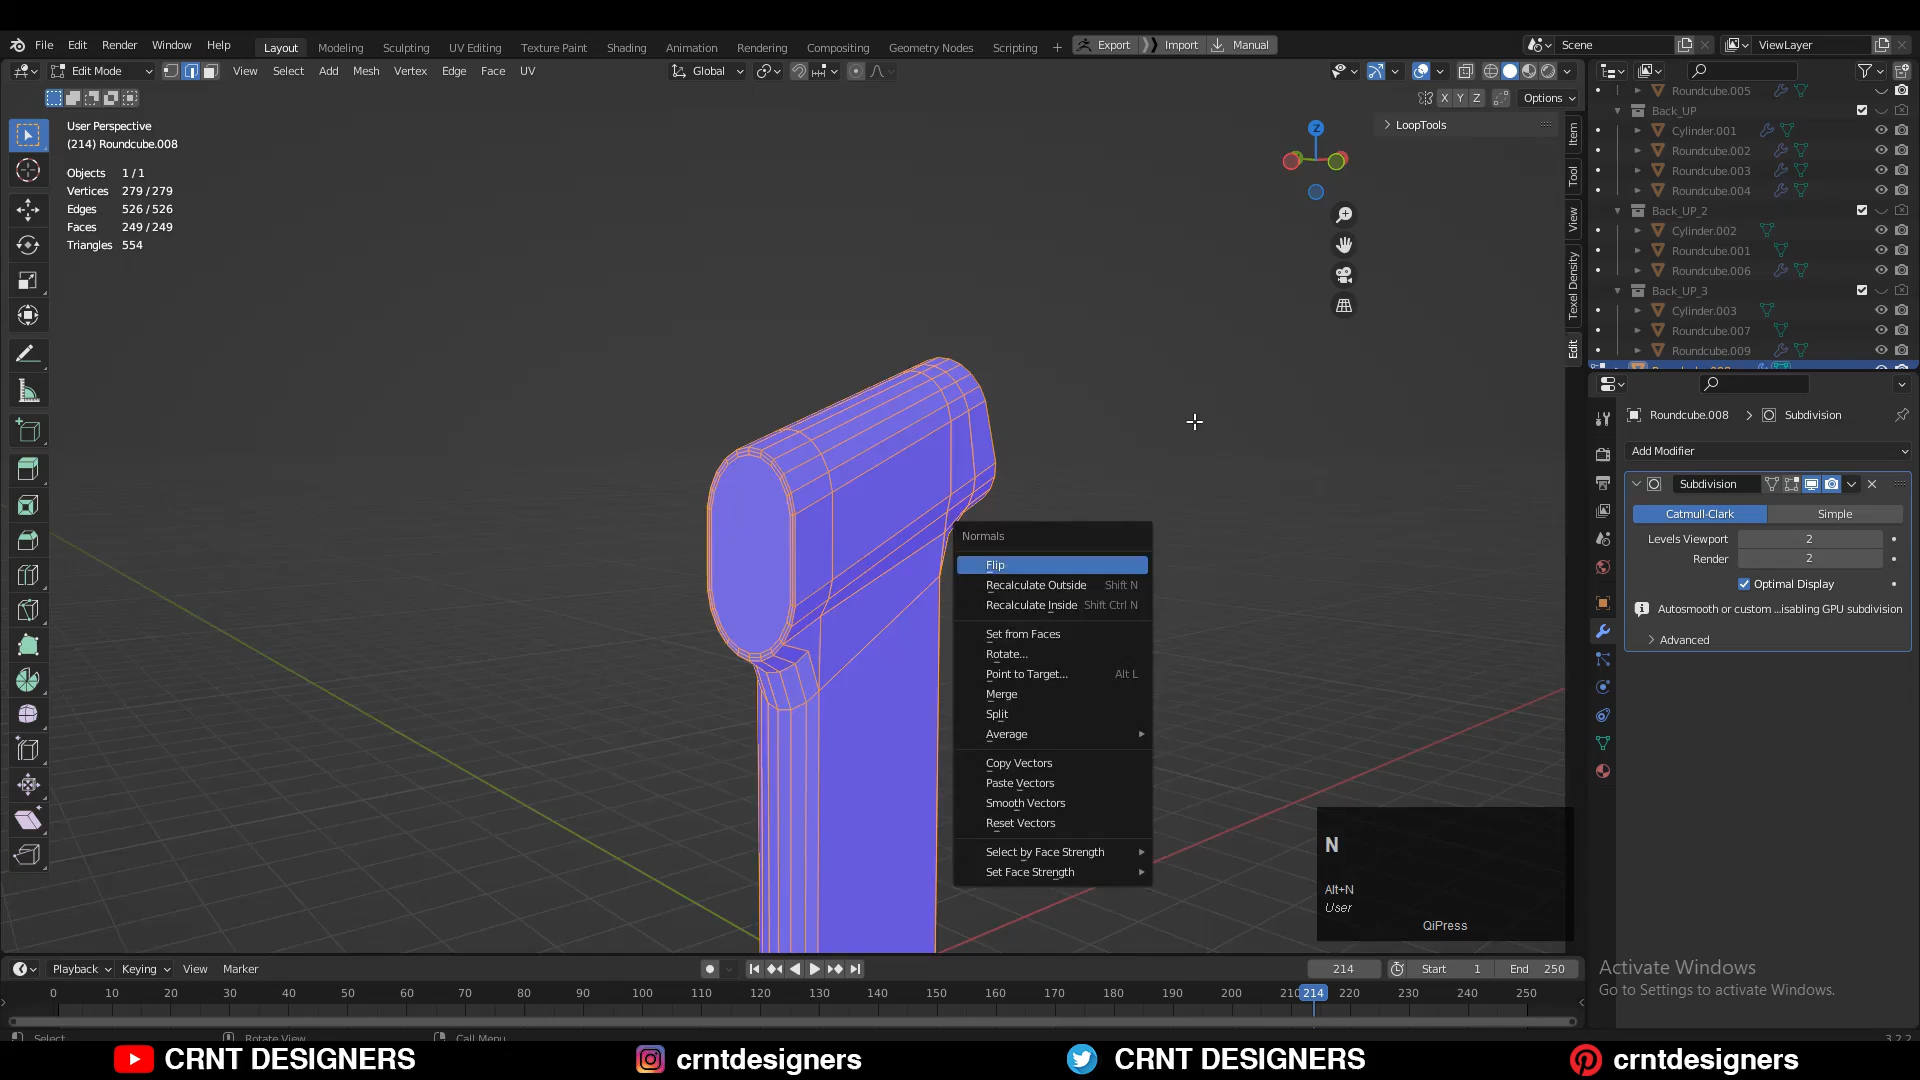 File Edit Render Window Help
Layout Modeling Sculpting UV Editing Texture Paint Shading Animation Rendering Compositing Geometry Nodes Scripting +
Export Import Manual
Scene ViewLayer
Edit Mode View Select Add Mesh Vertex Edge Face UV
Global
X Y Z Options
User Perspective
(214) Roundcube.008
Objects 1 / 1
Vertices 279 / 279
Edges 526 / 526
Faces 249 / 249
Triangles 554
LoopTools
Z
Item
Tool
View
Texel Density
Edit
Roundcube.005
Back_UP
Cylinder.001
Roundcube.002
Roundcube.003
Roundcube.004
Back_UP_2
Cylinder.002
Roundcube.001
Roundcube.006
Back_UP_3
Cylinder.003
Roundcube.007
Roundcube.009
Roundcube.008 > Subdivision
Add Modifier
Subdivision
Catmull-Clark Simple
Levels Viewport 2
Render 2
Optimal Display
Autosmooth or custom ...isabling GPU subdivision
Advanced
Normals
Flip
Recalculate Outside Shift N
Recalculate Inside Shift Ctrl N
Set from Faces
Rotate...
Point to Target... Alt L
Merge
Split
Average
Copy Vectors
Paste Vectors
Smooth Vectors
Reset Vectors
Select by Face Strength
Set Face Strength
N
Alt+N
User
QiPress
Playback Keying View Marker
214 Start 1 End 250
0 10 20 30 40 50 60 70 80 90 100 110 120 130 140 150 160 170 180 190 200 210 214 220 230 240 250
Activate Windows
Go to Settings to activate Windows.
Select Rotate View Call Menu
3.2.2
CRNT DESIGNERS crntdesigners CRNT DESIGNERS crntdesigners